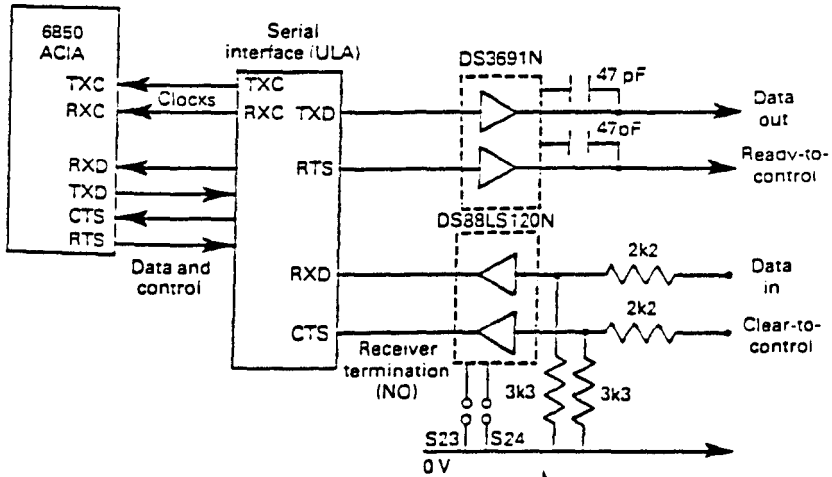 6850
ACIA
Serial
interface (ULA)
DS3691N
47 pF
TXC
TXC
Clocks
RXC
RXC
TXD
Data
out
47pF
RXD
RTS
Ready-to-
control
TXD
CTS
DS88LS120N
RTS
Data and
control
RXD
2k2
Data
in
2k2
CTS
Clear-to-
control
Receiver
termination
(NO)
3k3
3k3
S23
S24
0 V